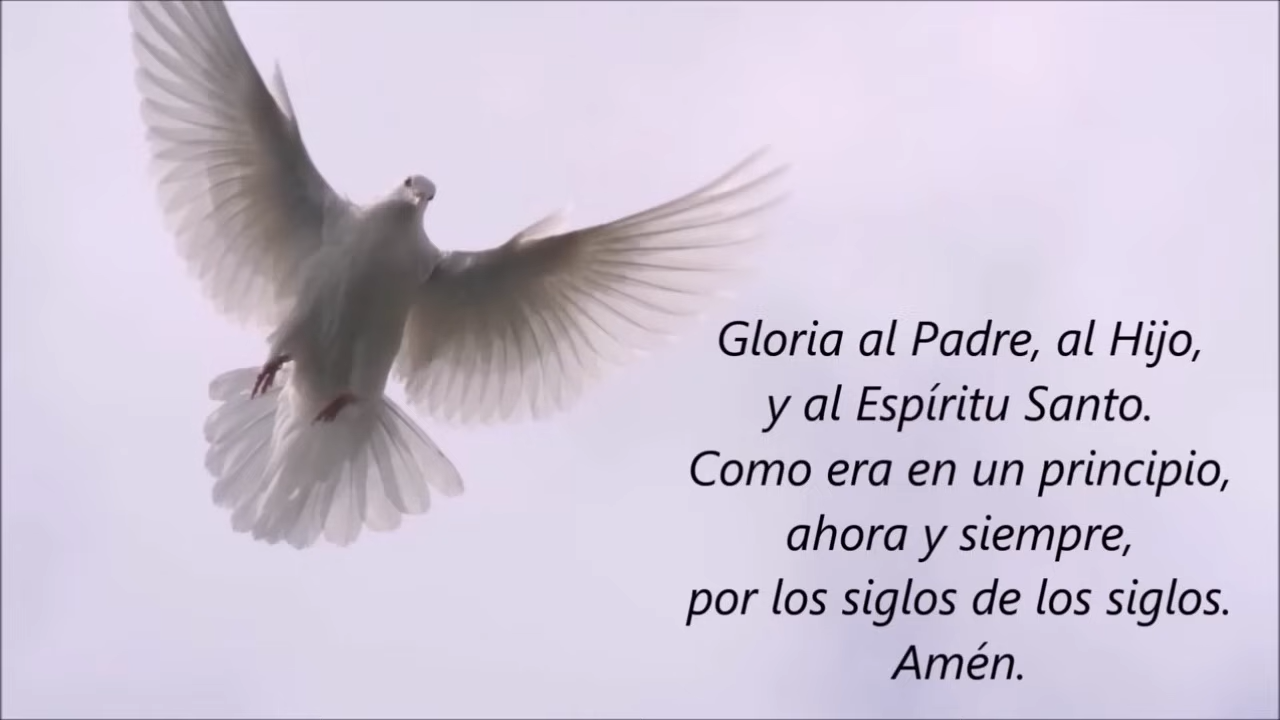 Gloria al Padre, al Hijo,
y al Espíritu Santo.
Como era en un principio,
ahora y siempre,
por los siglos de los siglos.
Amén.